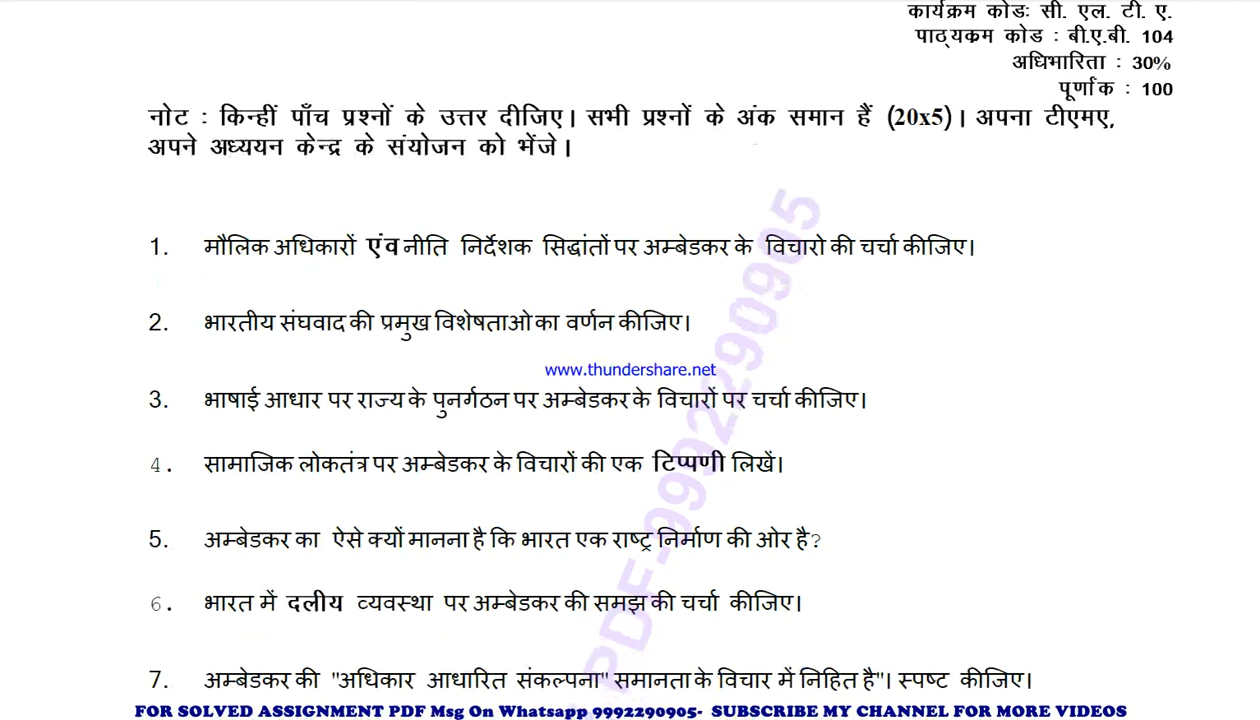 कार्यक्रम कोडः सी. एल. टी. ए.
पाठ्यक्रम कोड : बी.ए.बी. 104
अधिभारिता : 30%
पूर्णांक : 100
नोट : किन्हीं पाँच प्रश्नों के उत्तर दीजिए। सभी प्रश्नों के अंक समान हैं (20x5)। अपना टीएमए,
अपने अध्ययन केन्द्र के संयोजन को भेंजे।
1. मौलिक अधिकारों एंव नीति निर्देशक सिद्धांतों पर अम्बेडकर के विचारो की चर्चा कीजिए।
2. भारतीय संघवाद की प्रमुख विशेषताओ का वर्णन कीजिए।
www.thundershare.net
3. भाषाई आधार पर राज्य के पुनर्गठन पर अम्बेडकर के विचारों पर चर्चा कीजिए।
4. सामाजिक लोकतंत्र पर अम्बेडकर के विचारों की एक टिप्पणी लिखें।
5. अम्बेडकर का ऐसे क्यों मानना है कि भारत एक राष्ट्र निर्माण की ओर है?
6. भारत में दलीय व्यवस्था पर अम्बेडकर की समझ की चर्चा कीजिए।
7. अम्बेडकर की "अधिकार आधारित संकल्पना" समानता के विचार में निहित है"। स्पष्ट कीजिए।
PDF-9992290905
FOR SOLVED ASSIGNMENT PDF Msg On Whatsapp 9992290905- SUBSCRIBE MY CHANNEL FOR MORE VIDEOS